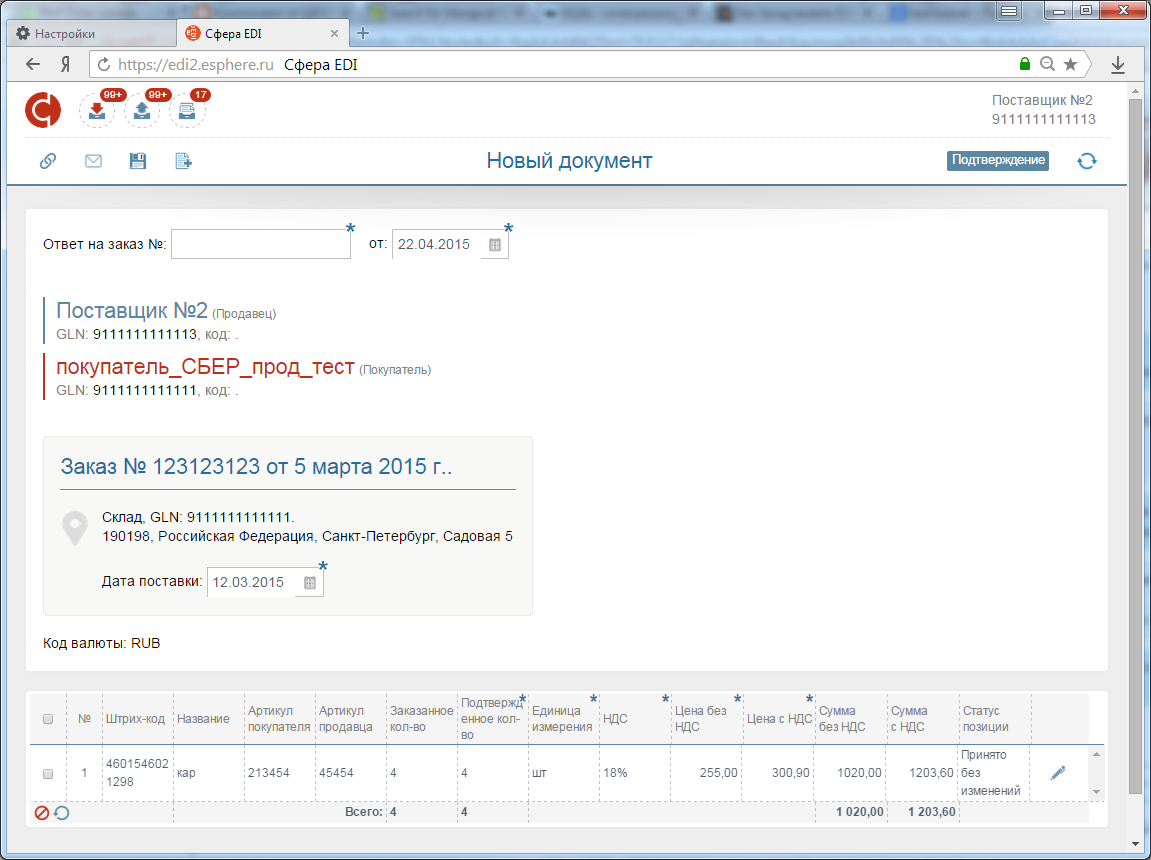 Настройки
Сфера EDI
https://edi2.esphere.ru Сфера EDI
99+ 99+ 17
Поставщик №2
9111111111113
Новый документ
Подтверждение
Ответ на заказ №: * от: 22.04.2015 *
Поставщик №2 (Продавец)
GLN: 9111111111113, код: .
покупатель_СБЕР_прод_тест (Покупатель)
GLN: 9111111111111, код: .
Заказ № 123123123 от 5 марта 2015 г..
Склад, GLN: 9111111111111.
190198, Российская Федерация, Санкт-Петербург, Садовая 5
Дата поставки: 12.03.2015 *
Код валюты: RUB
№ Штрих-код Название Артикул покупателя Артикул продавца Заказанное кол-во Подтвержденное кол-во * Единица измерения * НДС * Цена без НДС * Цена с НДС * Сумма без НДС Сумма с НДС Статус позиции
1 4601546021298 кар 213454 45454 4 4 шт 18% 255,00 300,90 1020,00 1203,60 Принято без изменений
Всего: 4 4 1 020,00 1 203,60